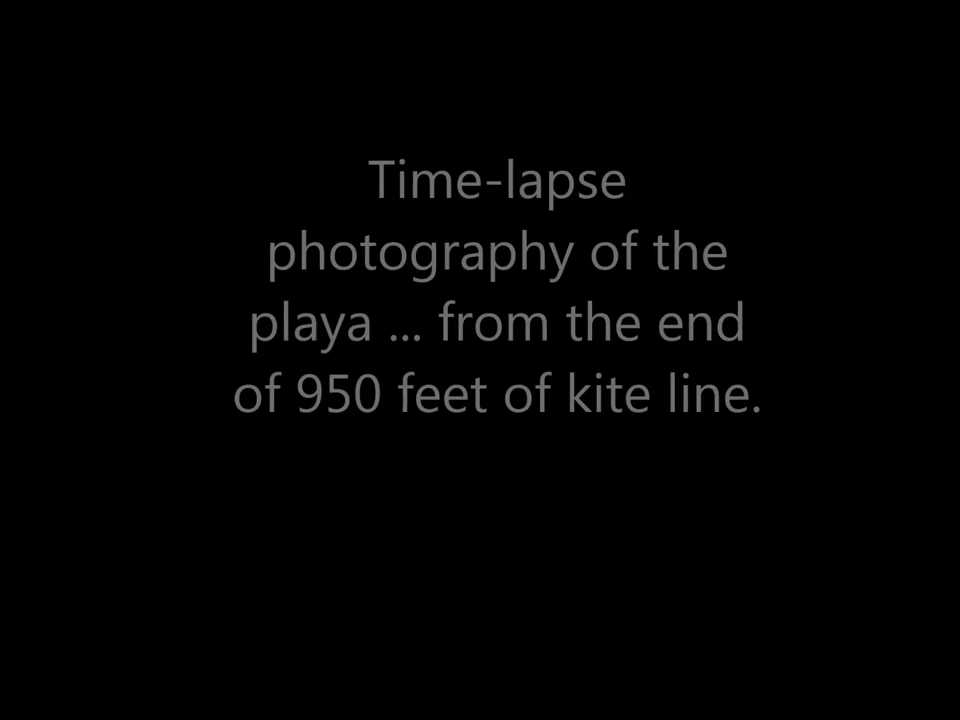 Time-lapse
photography of the
playa ... from the end
of 950 feet of kite line.